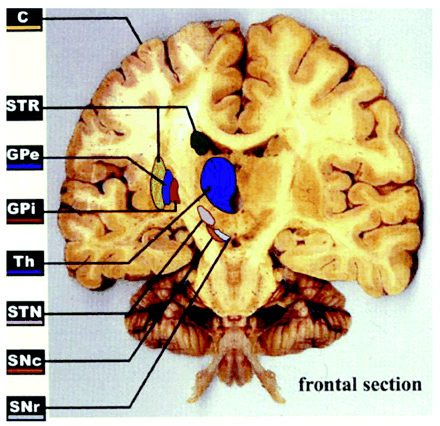 C
STR
GPe
GPi
Th
STN
SNc
SNr
frontal section